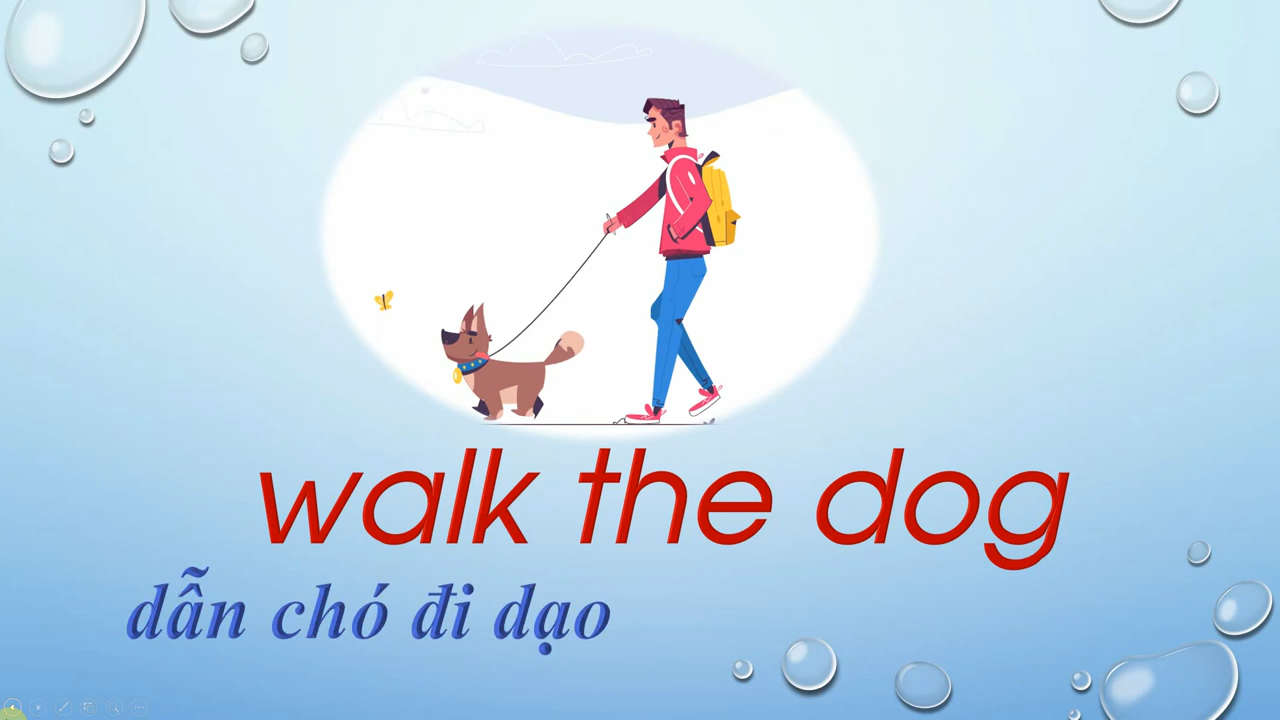 walk the dog
dẫn chó đi dạo